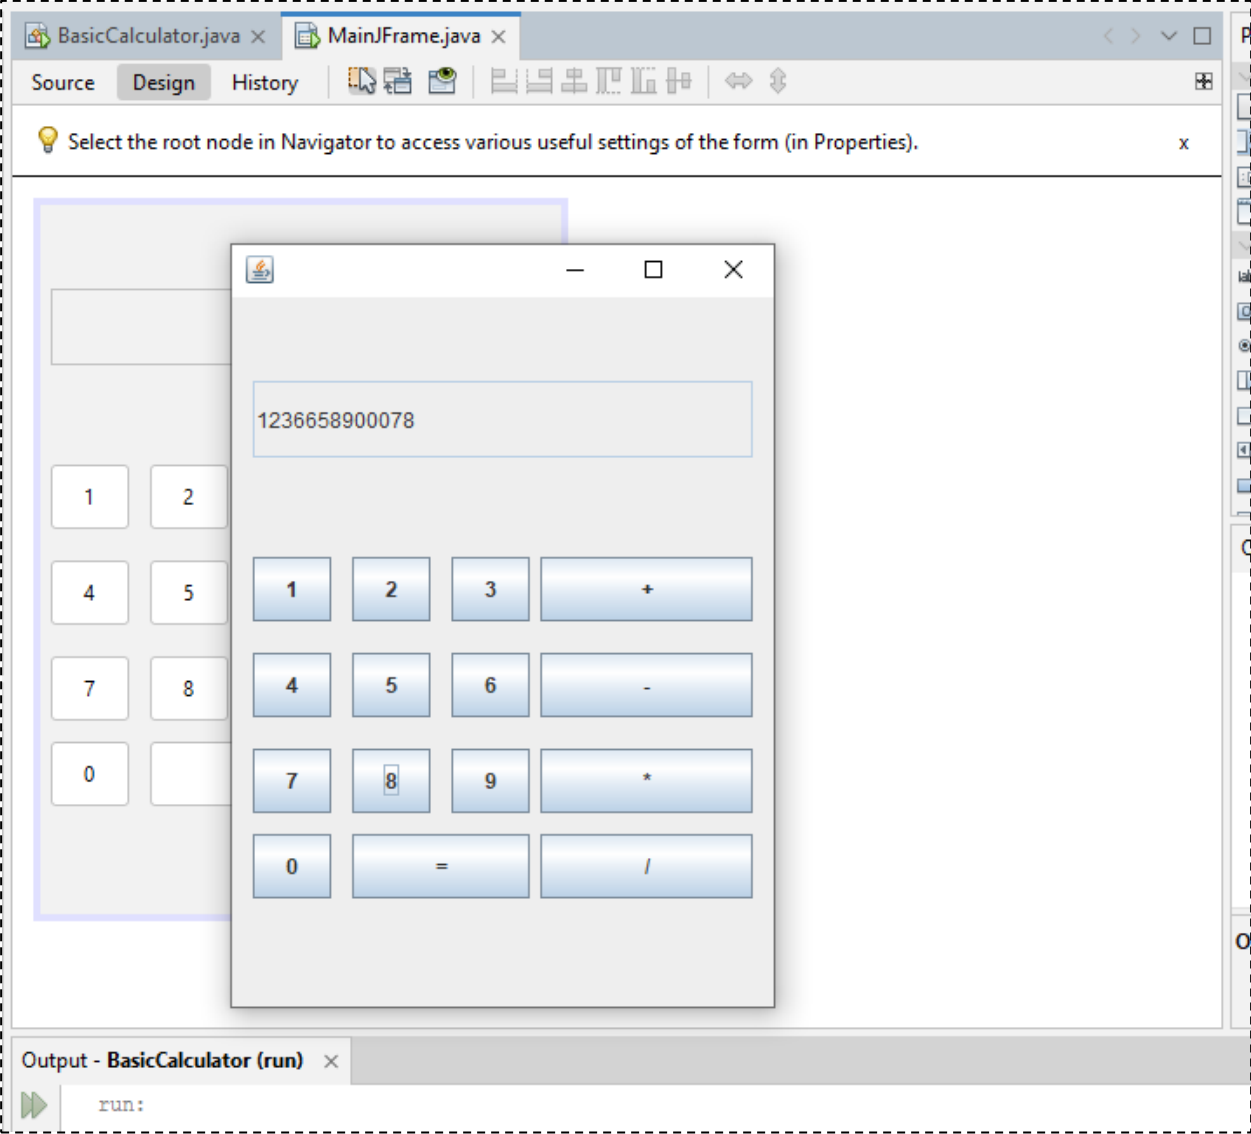 BasicCalculator.java MainJFrame.java
Source Design History
Select the root node in Navigator to access various useful settings of the form (in Properties). x
1236658900078
1 2
4 5
7 8
0
1 2 3 +
4 5 6 -
7 8 9 *
0 = /
Output - BasicCalculator (run)
run: